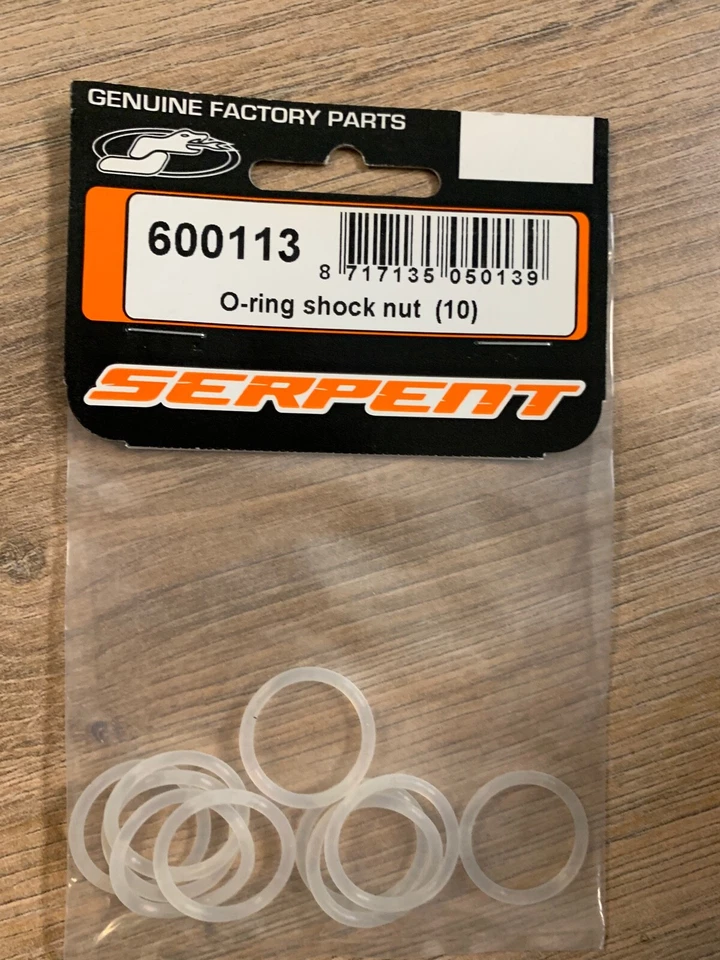 GENUINE FACTORY PARTS
600113
8 717135 050139
O-ring shock nut (10)
SERPENT